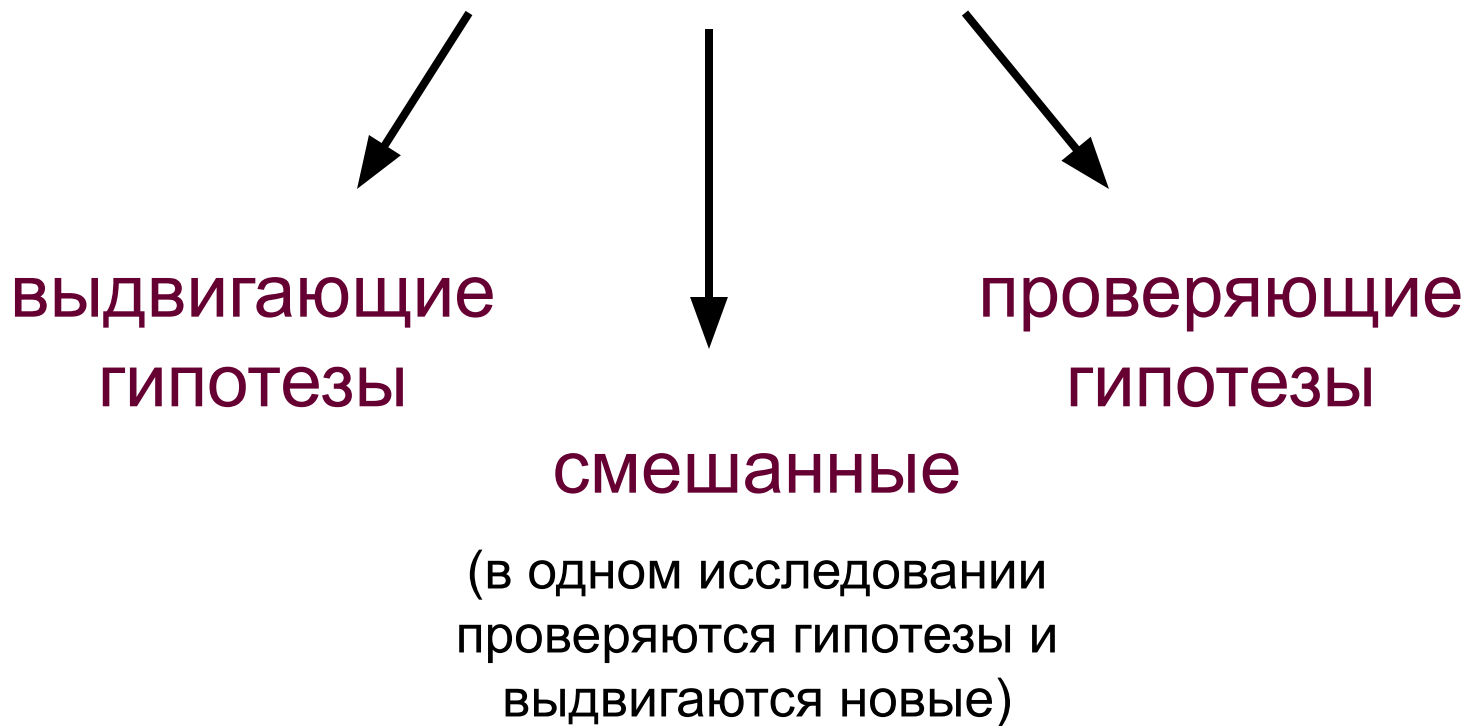 выдвигающие
гипотезы
проверяющие
гипотезы
смешанные
(в одном исследовании
проверяются гипотезы и
выдвигаются новые)